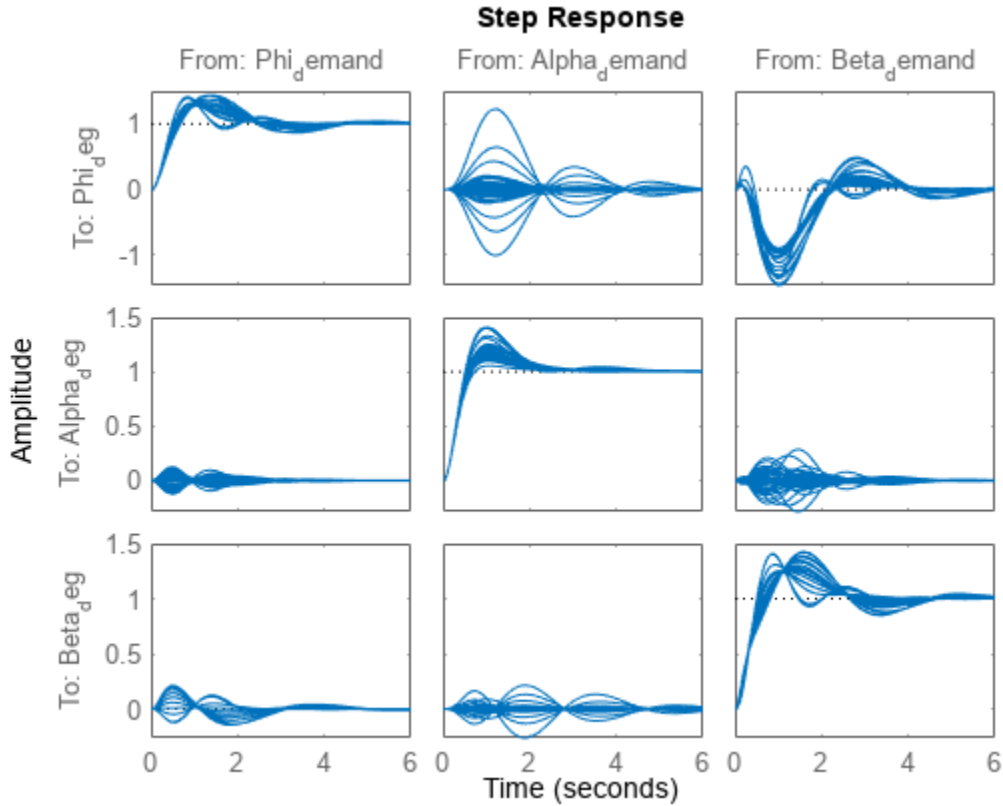 Step Response
From: Phi_demand
From: Alpha_demand
From: Beta_demand
To: Phi_deg
1
0
-1
Amplitude
To: Alpha_deg
1.5
1
0.5
0
To: Beta_deg
1.5
1
0.5
0
0 2 4 6
0 2 4 6
0 2 4 6
Time (seconds)